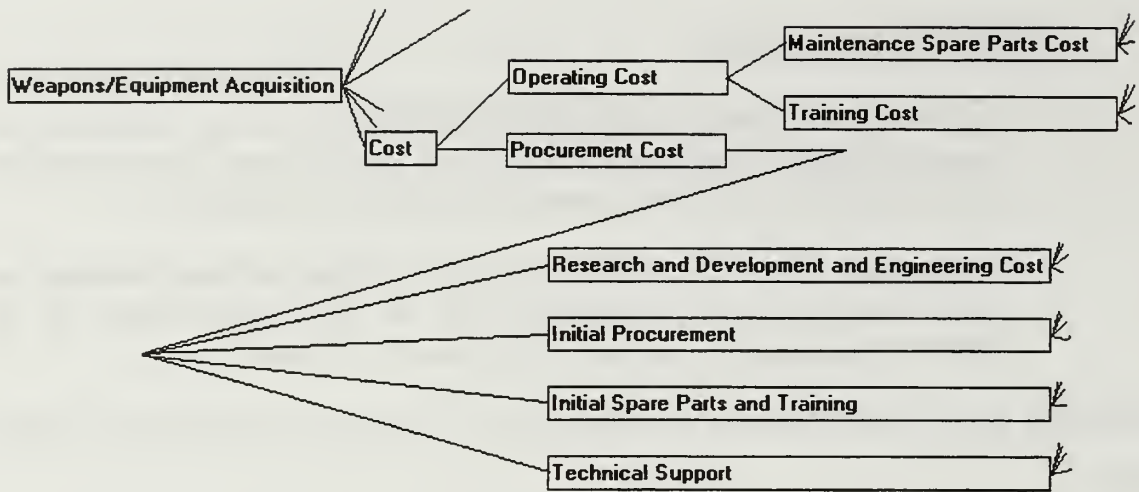 Maintenance Spare Parts Cost
Weapons/Equipment Acquisition
Operating Cost
Training Cost
Cost
Procurement Cost
Research and Development and Engineering Cost
Initial Procurement
Initial Spare Parts and Training
Technical Support